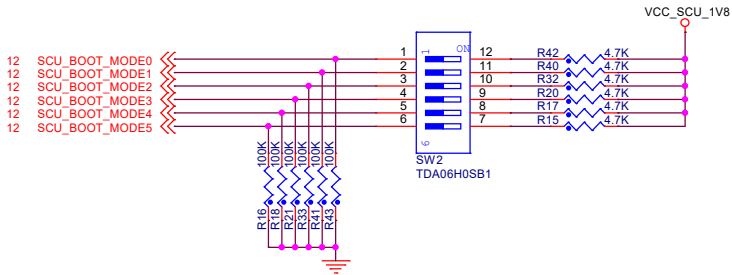 VCC_SCU_1V8
12 SCU_BOOT_MODE0 1 12 R42 4.7K
12 SCU_BOOT_MODE1 2 11 R40 4.7K
12 SCU_BOOT_MODE2 3 10 R32 4.7K
12 SCU_BOOT_MODE3 4 9 R20 4.7K
12 SCU_BOOT_MODE4 5 8 R17 4.7K
12 SCU_BOOT_MODE5 6 7 R15 4.7K
1 ON
6
SW2
TDA06H0SB1
100K 100K 100K 100K 100K 100K
R16 R18 R21 R33 R41 R43